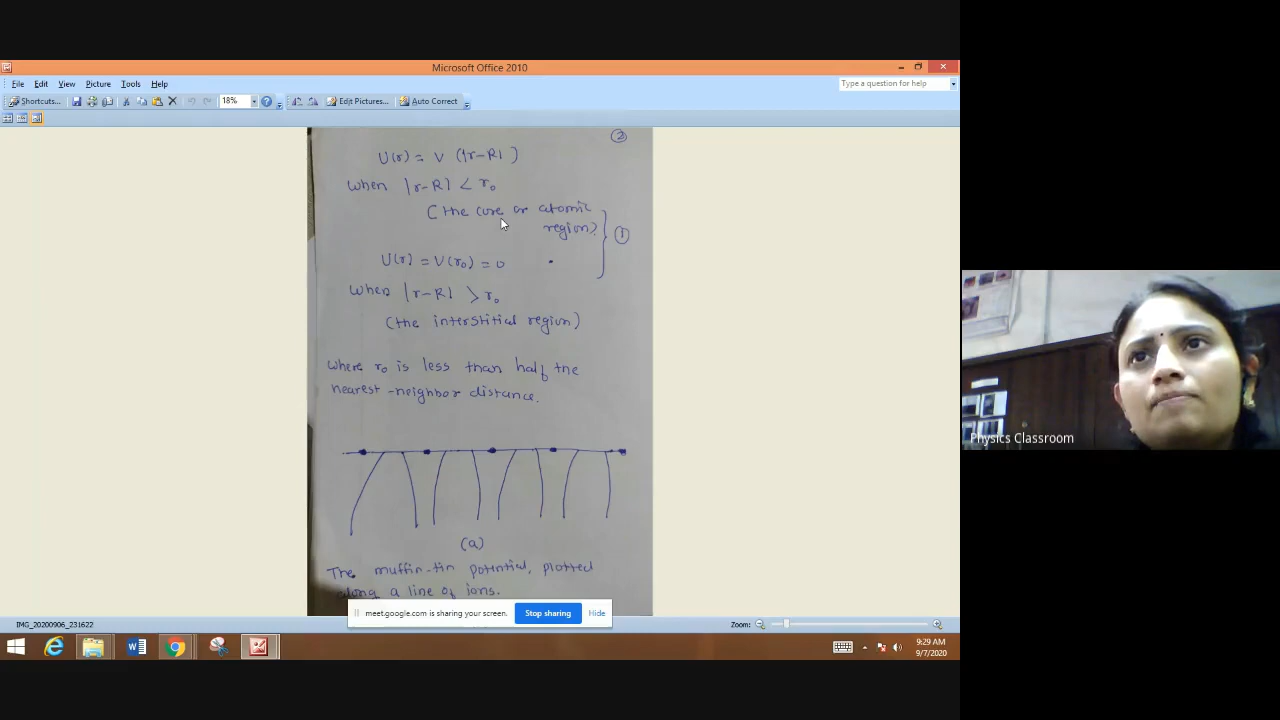 Microsoft Office 2010
File Edit View Picture Tools Help
Type a question for help
Shortcuts...
18%
Edit Pictures...
Auto Correct
②
U(r) = V (|r-R|)
when |r-R| < r₀
(the core or atomic
region)
①
U(r) = V(r₀) = 0
when |r-R| > r₀
(the interstitial region)
where r₀ is less than half the
nearest-neighbor distance.
(a)
The muffin-tin potential, plotted
along a line of ions.
meet.google.com is sharing your screen.
Stop sharing
Hide
IMG_20200906_231622
Zoom:
9:29 AM
9/7/2020
Physics Classroom